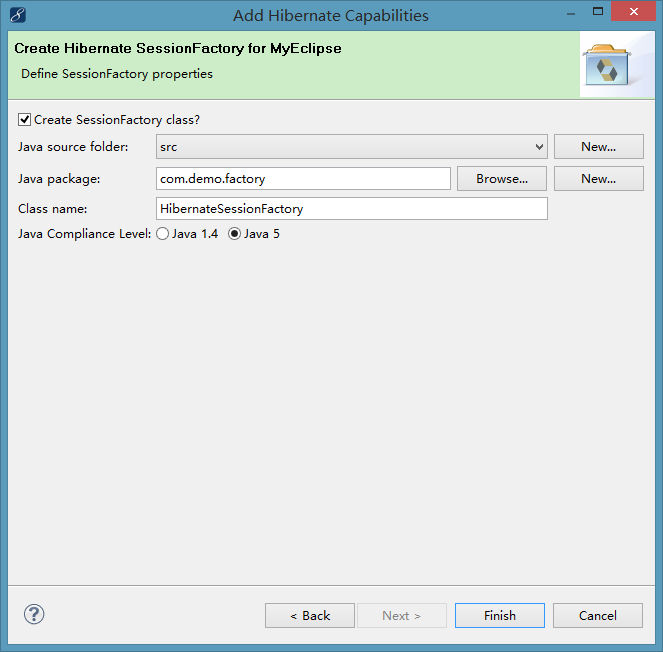 Add Hibernate Capabilities
Create Hibernate SessionFactory for MyEclipse
Define SessionFactory properties
Create SessionFactory class?
Java source folder: src New...
Java package: com.demo.factory Browse... New...
Class name: HibernateSessionFactory
Java Compliance Level: Java 1.4 Java 5
? < Back Next > Finish Cancel